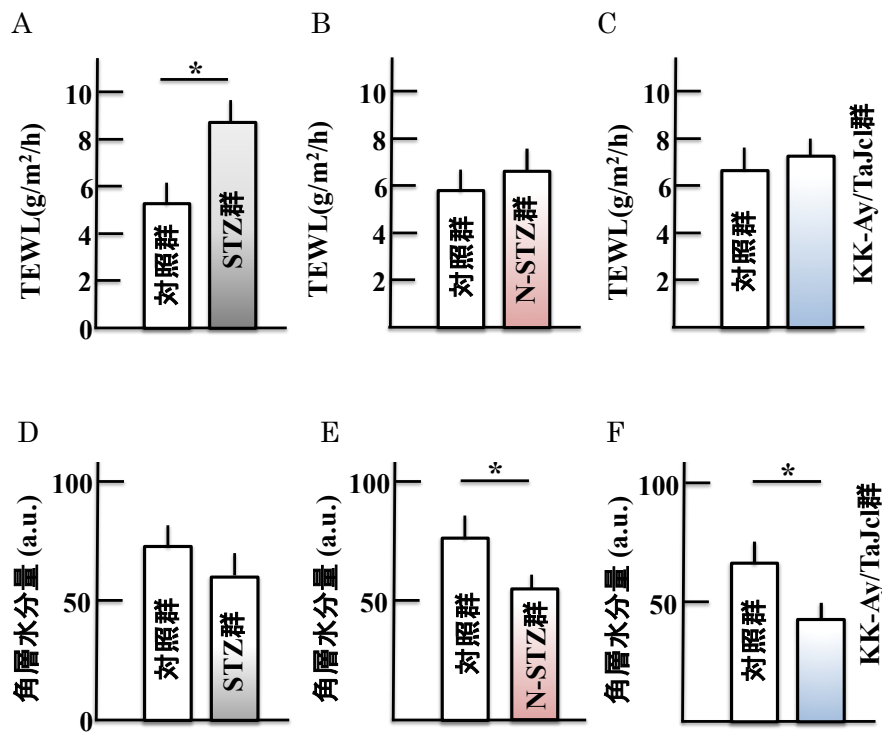 A
TEWL(g/m²/h)
10
8
6
4
2
0
*
対照群
STZ群
B
TEWL(g/m²/h)
10
8
6
4
2
対照群
N-STZ群
C
TEWL(g/m²/h)
10
8
6
4
2
対照群
KK-Ay/TaJcl群
D
角層水分量 (a.u.)
100
50
0
対照群
STZ群
E
角層水分量 (a.u.)
100
50
*
対照群
N-STZ群
F
角層水分量 (a.u.)
100
50
*
対照群
KK-Ay/TaJcl群